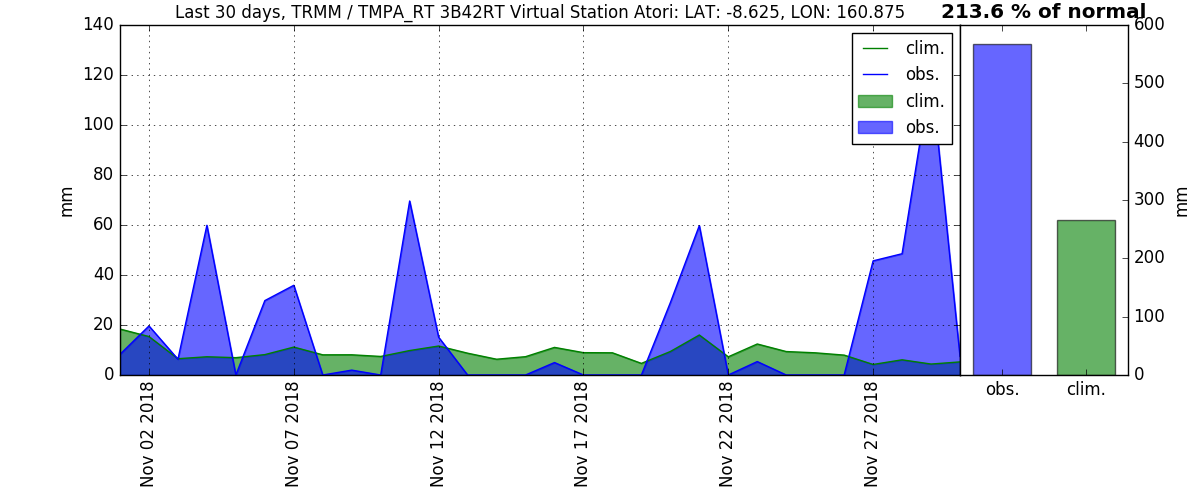 Last 30 days, TRMM / TMPA_RT 3B42RT Virtual Station Atori: LAT: -8.625, LON: 160.875
213.6 % of normal
mm
140
120
100
80
60
40
20
0
clim.
obs.
clim.
obs.
Nov 02 2018
Nov 07 2018
Nov 12 2018
Nov 17 2018
Nov 22 2018
Nov 27 2018
600
500
400
300
200
100
0
mm
obs.
clim.